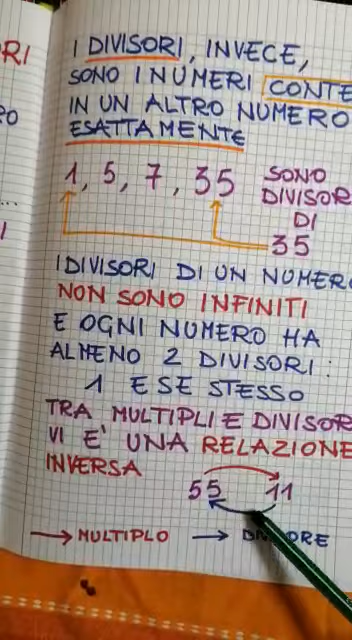 RI
I DIVISORI, INVECE,
SONO I NUMERI CONTE
IN UN ALTRO NUMERO
ESATTAMENTE
1, 5, 7, 35 SONO
DIVISOR
DI
35
I DIVISORI DI UN NUMERO
NON SONO INFINITI
E OGNI NUMERO HA
ALMENO 2 DIVISORI:
1 E SE STESSO
TRA MULTIPLI E DIVISOR
VI E' UNA RELAZIONE
INVERSA
55 11
→ MULTIPLO →